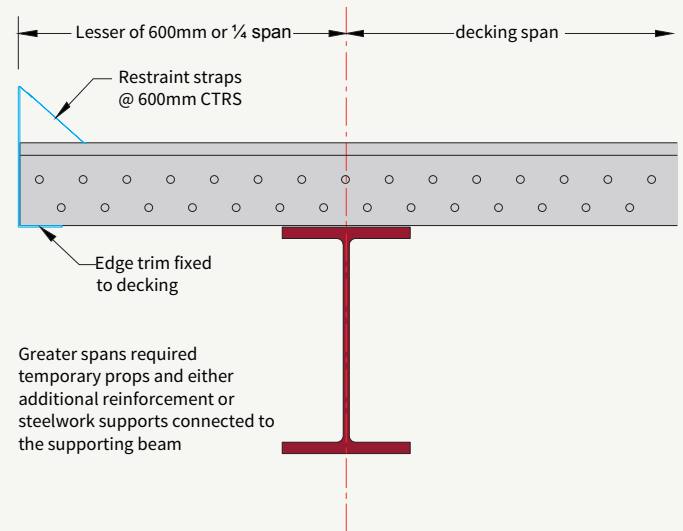 Lesser of 600mm or ¼ span
decking span
Restraint straps
@ 600mm CTRS
Edge trim fixed
to decking
Greater spans required
temporary props and either
additional reinforcement or
steelwork supports connected to
the supporting beam